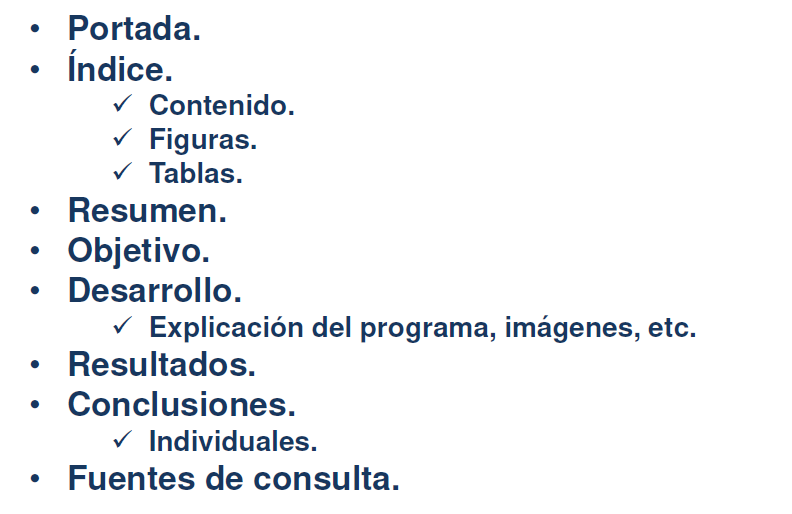 • Portada.
• Índice.
✓ Contenido.
✓ Figuras.
✓ Tablas.
• Resumen.
• Objetivo.
• Desarrollo.
✓ Explicación del programa, imágenes, etc.
• Resultados.
• Conclusiones.
✓ Individuales.
• Fuentes de consulta.